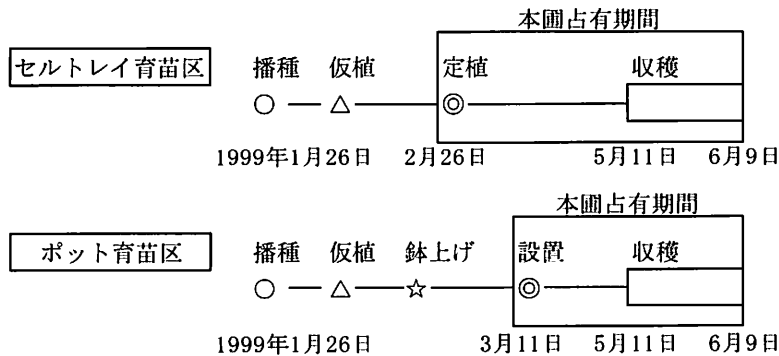 本圃占有期間
セルトレイ育苗区 播種 仮植 定植 収穫
○ △ ◎
1999年1月26日 2月26日 5月11日 6月9日
本圃占有期間
ポット育苗区 播種 仮植 鉢上げ 設置 収穫
○ △ ☆ ◎
1999年1月26日 3月11日 5月11日 6月9日